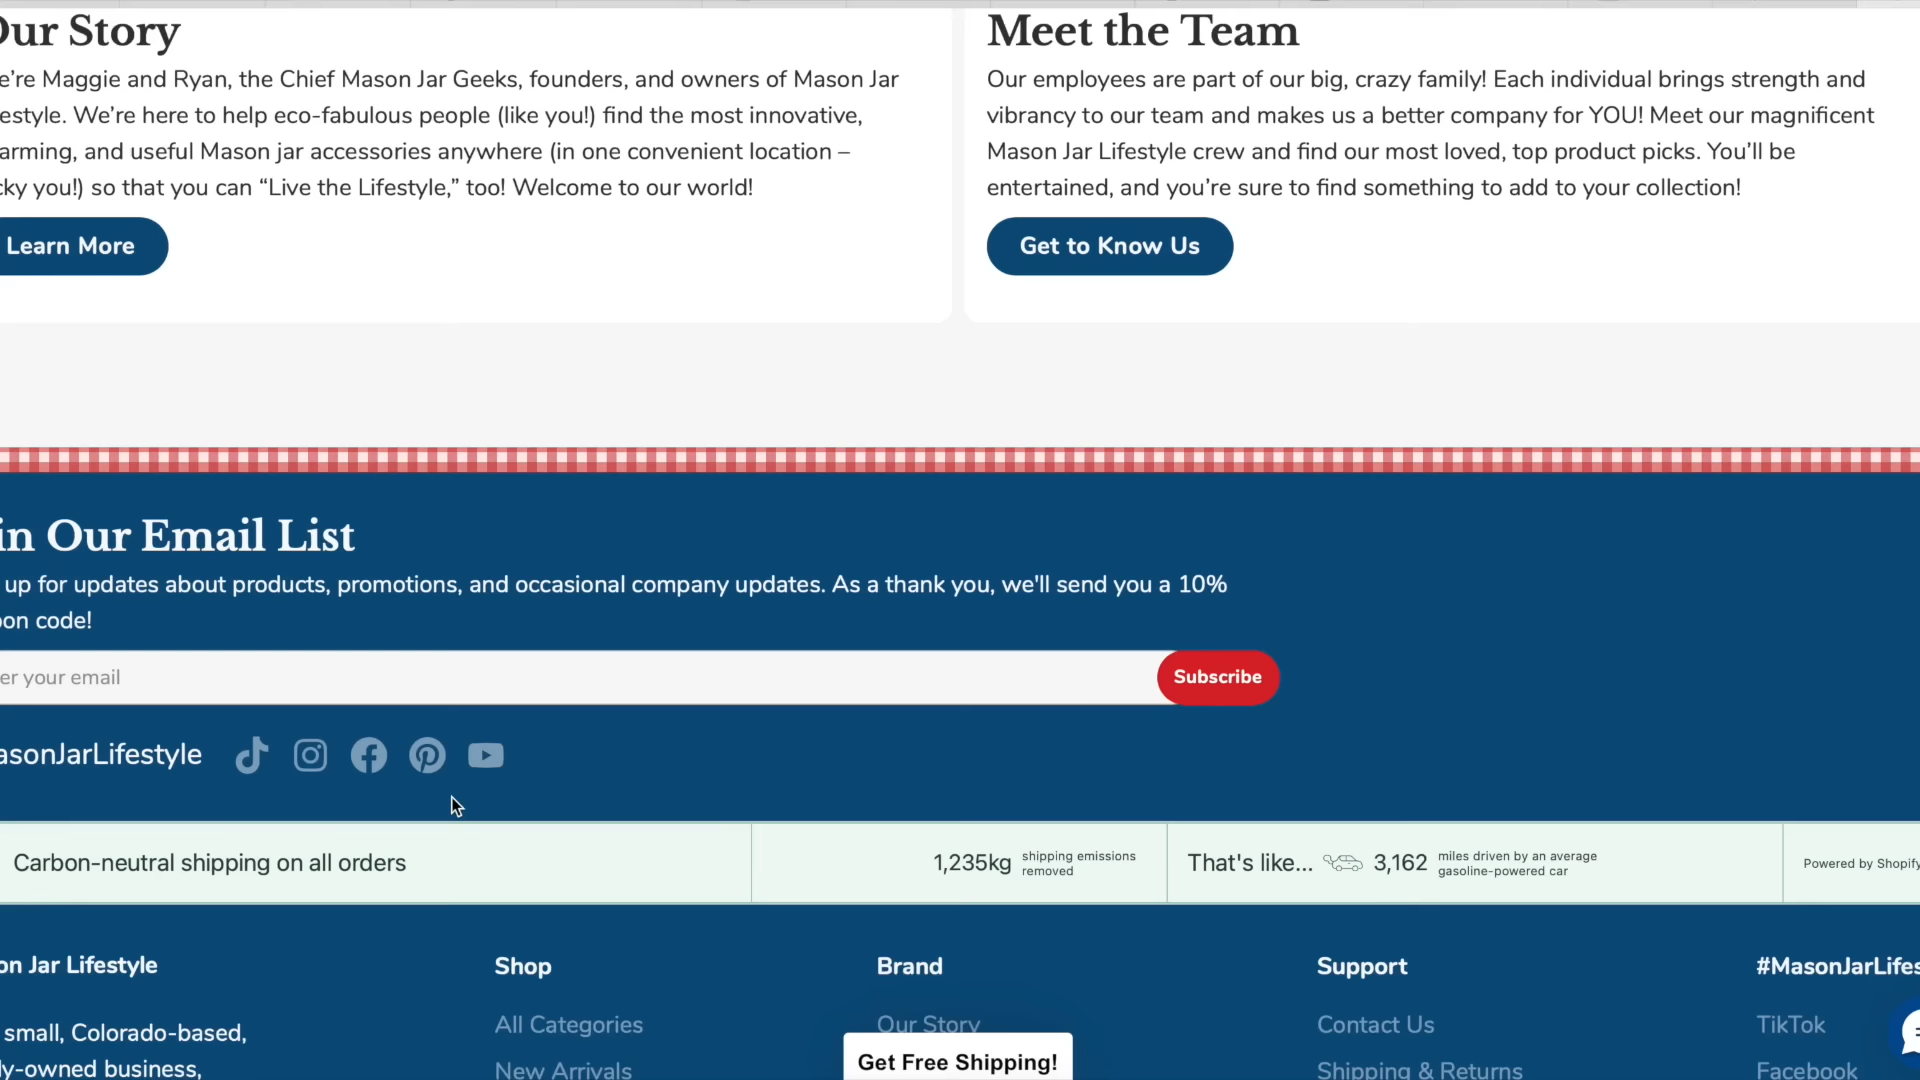 Our Story
e're Maggie and Ryan, the Chief Mason Jar Geeks, founders, and owners of Mason Jar
estyle. We're here to help eco-fabulous people (like you!) find the most innovative,
arming, and useful Mason jar accessories anywhere (in one convenient location –
cky you!) so that you can “Live the Lifestyle,” too! Welcome to our world!
Learn More
Meet the Team
Our employees are part of our big, crazy family! Each individual brings strength and
vibrancy to our team and makes us a better company for YOU! Meet our magnificent
Mason Jar Lifestyle crew and find our most loved, top product picks. You'll be
entertained, and you're sure to find something to add to your collection!
Get to Know Us
in Our Email List
up for updates about products, promotions, and occasional company updates. As a thank you, we'll send you a 10%
on code!
er your email
Subscribe
asonJarLifestyle
Carbon-neutral shipping on all orders
1,235kg
shipping emissions
removed
That's like...
3,162
miles driven by an average
gasoline-powered car
Powered by Shopify
on Jar Lifestyle
small, Colorado-based,
ly-owned business,
Shop
All Categories
New Arrivals
Brand
Our Story
Get Free Shipping!
Support
Contact Us
Shipping & Returns
#MasonJarLifes
TikTok
Facebook